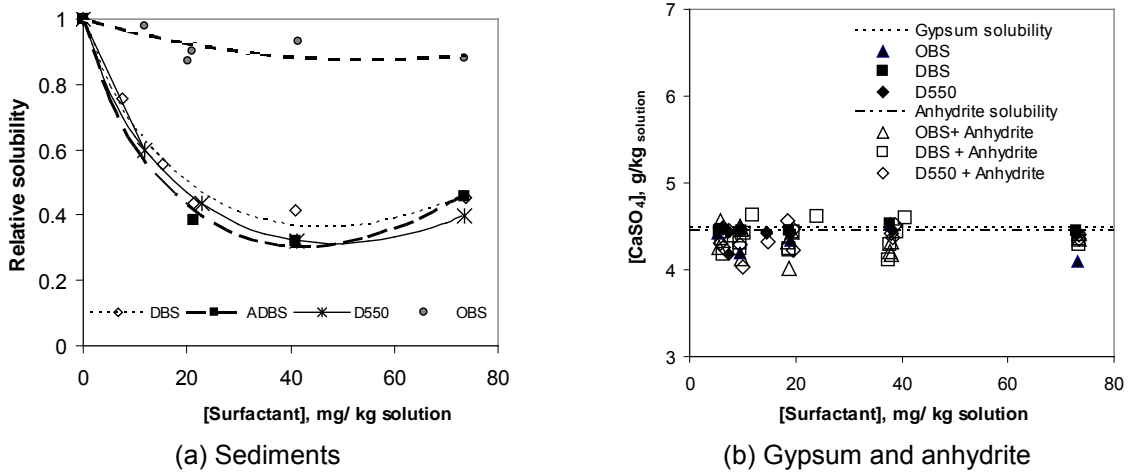 1
0.8
0.6
0.4
0.2
0
Relative solubility
DBS ADBS D550 OBS
0 20 40 60 80
[Surfactant], mg/ kg solution
(a) Sediments
7
6
5
4
3
[CaSO4], g/kg solution
Gypsum solubility
OBS
DBS
D550
Anhydrite solubility
OBS+ Anhydrite
DBS + Anhydrite
D550 + Anhydrite
0 20 40 60 80
[Surfactant], mg/ kg solution
(b) Gypsum and anhydrite